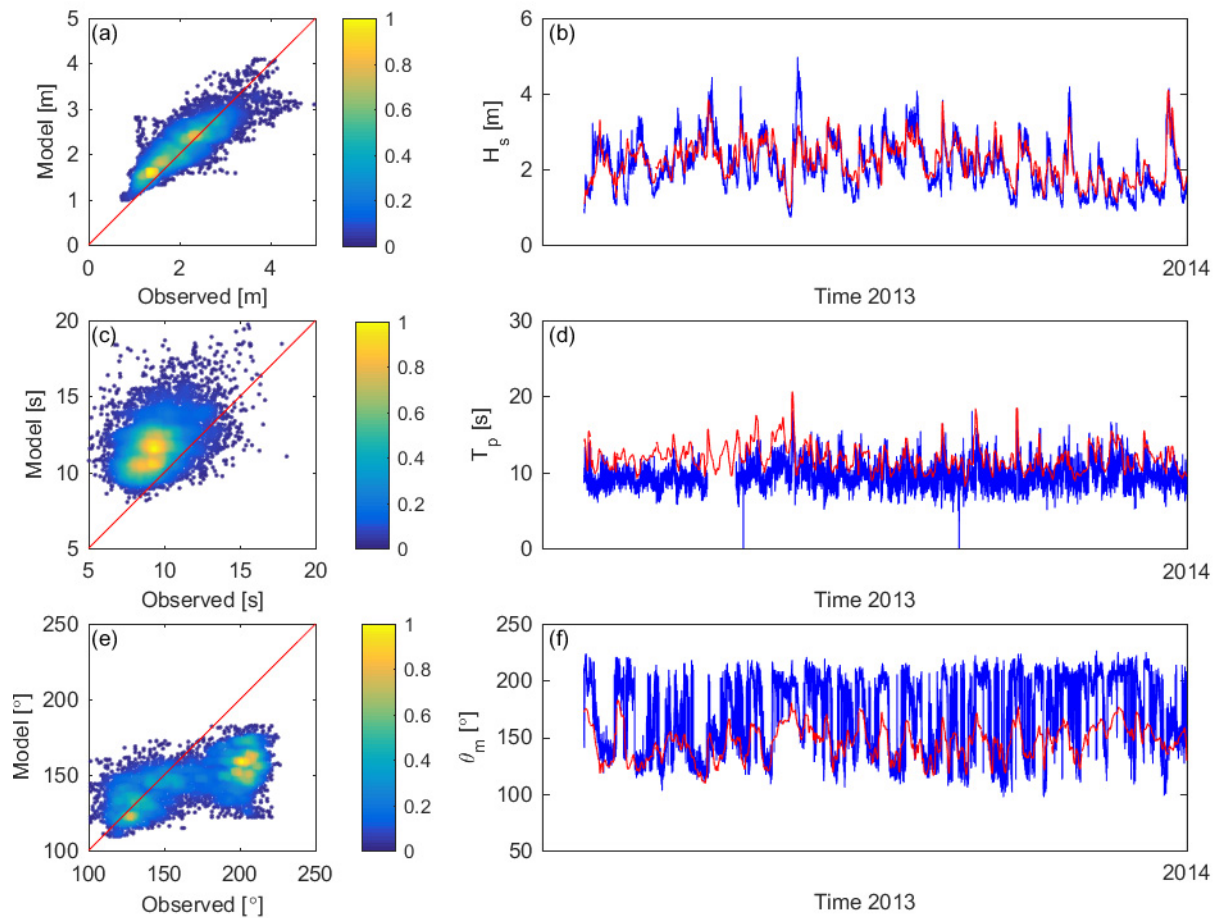 (a)
Model [m]
5
4
3
2
1
0
0 2 4
Observed [m]
1
0.8
0.6
0.4
0.2
0
(b)
H_s [m]
6
4
2
0
2014
Time 2013
(c)
Model [s]
20
15
10
5
5 10 15 20
Observed [s]
1
0.8
0.6
0.4
0.2
0
(d)
T_p [s]
30
20
10
0
2014
Time 2013
(e)
Model [°]
250
200
150
100
100 150 200 250
Observed [°]
1
0.8
0.6
0.4
0.2
0
(f)
θ_m [°]
250
200
150
100
50
2014
Time 2013